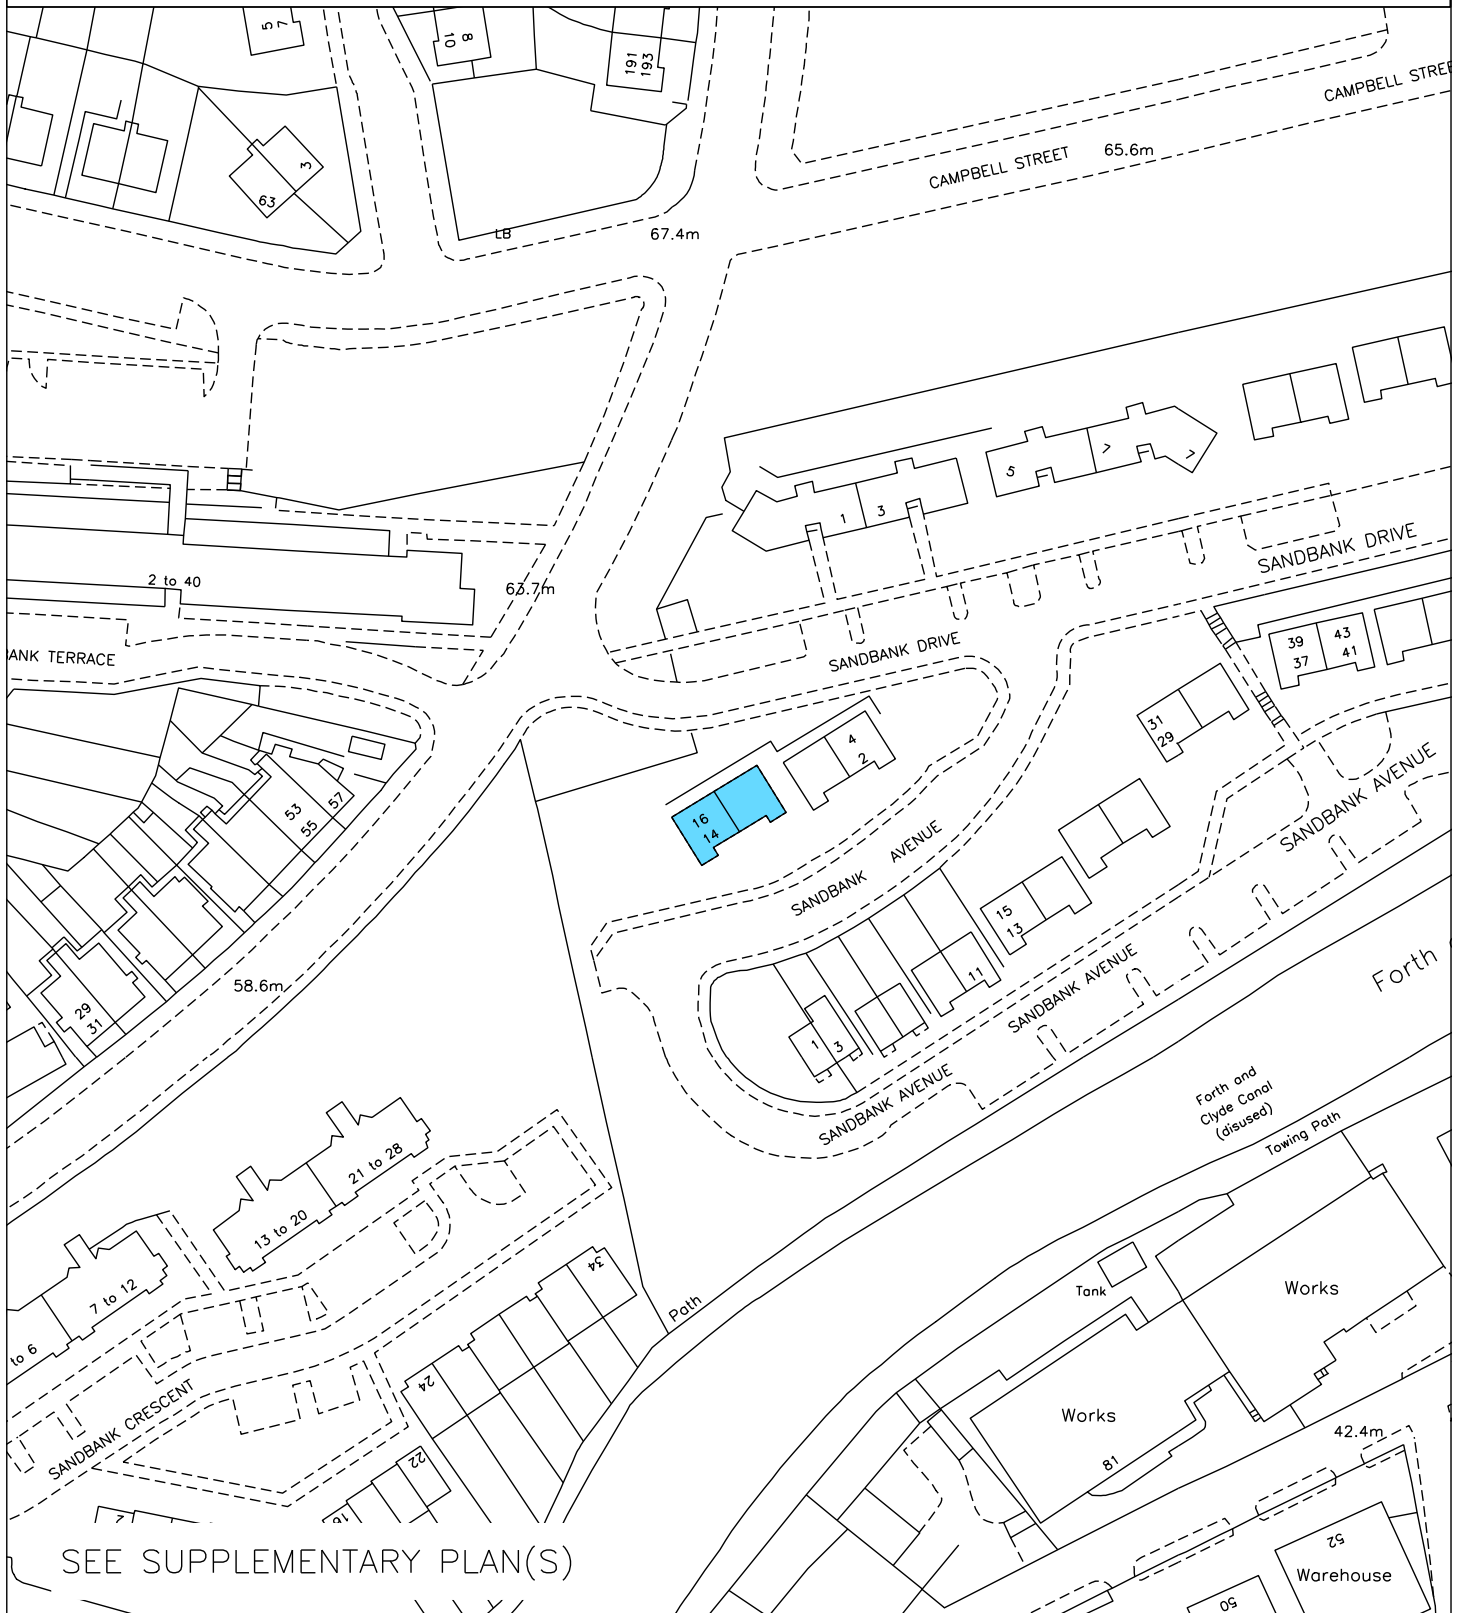 5
7
10
8
191
193
CAMPBELL STREE
CAMPBELL STREET
65.6m
3
63
LB
67.4m
5
7
7
1
3
SANDBANK DRIVE
2 to 40
63.7m
39
43
37
41
ANK TERRACE
SANDBANK DRIVE
31
29
4
2
16
14
SANDBANK AVENUE
53
57
55
SANDBANK AVENUE
15
13
11
SANDBANK AVENUE
Forth
58.6m
29
31
1
3
SANDBANK AVENUE
Forth and
Clyde Canal
(disused)
Towing Path
21 to 28
13 to 20
7 to 12
to 6
34
Path
Tank
Works
24
SANDBANK CRESCENT
Works
42.4m
22
81
16
SEE SUPPLEMENTARY PLAN(S)
52
Warehouse
50